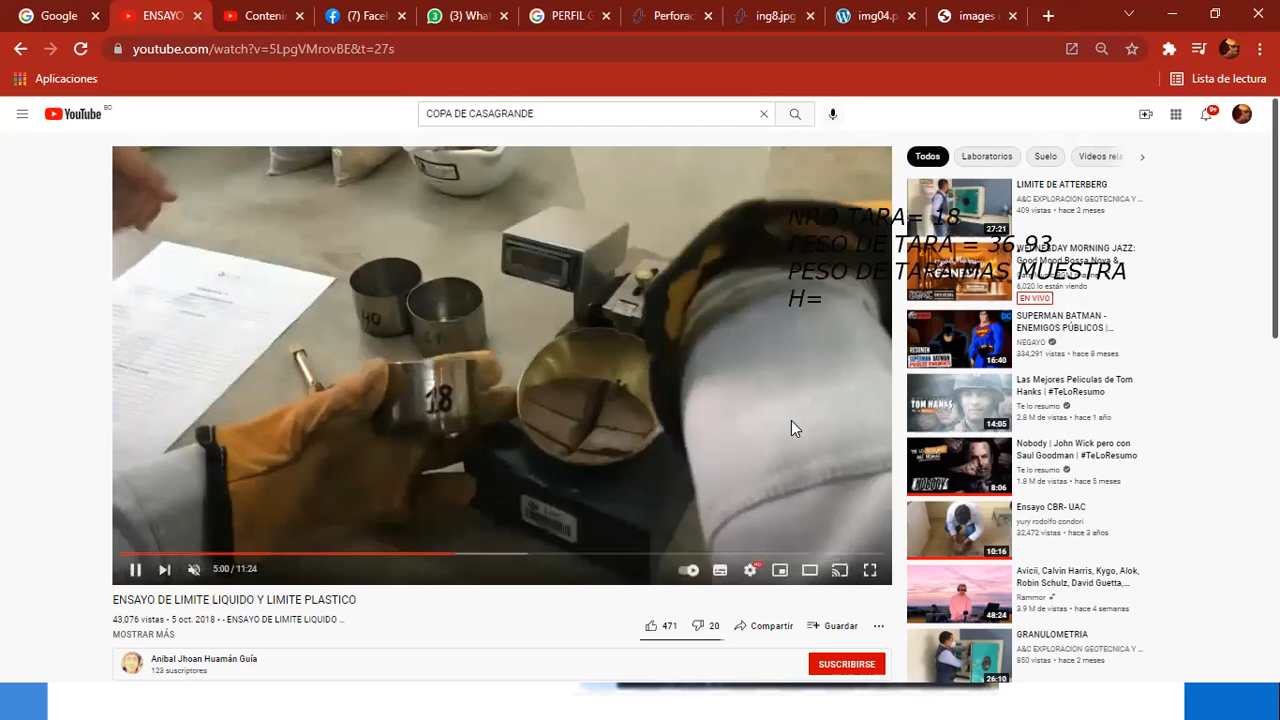 Google
ENSAYO
Conteni
(7) Face
(3) Wha
PERFIL G
Perforac
ing8.jpg
img04.p
images (
youtube.com/watch?v=5LpgVMrovBE&t=27s
Aplicaciones
Lista de lectura
YouTube BO
COPA DE CASAGRANDE
9+
NRO TARA= 18
PESO DE TARA = 36.93
PESO DE TARA MAS MUESTRA
H=
40
17
18
5:00 / 11:24
ENSAYO DE LIMITE LIQUIDO Y LIMITE PLASTICO
43,076 vistas • 5 oct. 2018 • - ENSAYO DE LIMITE LIQUIDO ...
MOSTRAR MÁS
471
20
Compartir
Guardar
Anibal Jhoan Huamán Guía
123 suscriptores
SUSCRIBIRSE
Todos
Laboratorios
Suelo
Videos rela
LIMITE DE ATTERBERG
A&C EXPLORACION GEOTECNICA Y ...
409 vistas • hace 2 meses
27:21
WEDNESDAY MORNING JAZZ:
Good Mood Bossa Nova &
6,020 lo están viendo
EN VIVO
SUPERMAN BATMAN -
ENEMIGOS PÚBLICOS |...
NEGAYO
334,291 vistas • hace 8 meses
16:40
Las Mejores Peliculas de Tom
Hanks | #TeLoResumo
Te lo resumo
2.8 M de vistas • hace 1 año
14:05
Nobody | John Wick pero con
Saul Goodman | #TeLoResumo
Te lo resumo
1.8 M de vistas • hace 5 meses
8:06
Ensayo CBR- UAC
yury rodolfo condori
32,472 vistas • hace 3 años
10:16
Avicii, Calvin Harris, Kygo, Alok,
Robin Schulz, David Guetta,...
Rammor
3.9 M de vistas • hace 4 semanas
48:24
GRANULOMETRIA
A&C EXPLORACION GEOTECNICA Y ...
850 vistas • hace 2 meses
26:10